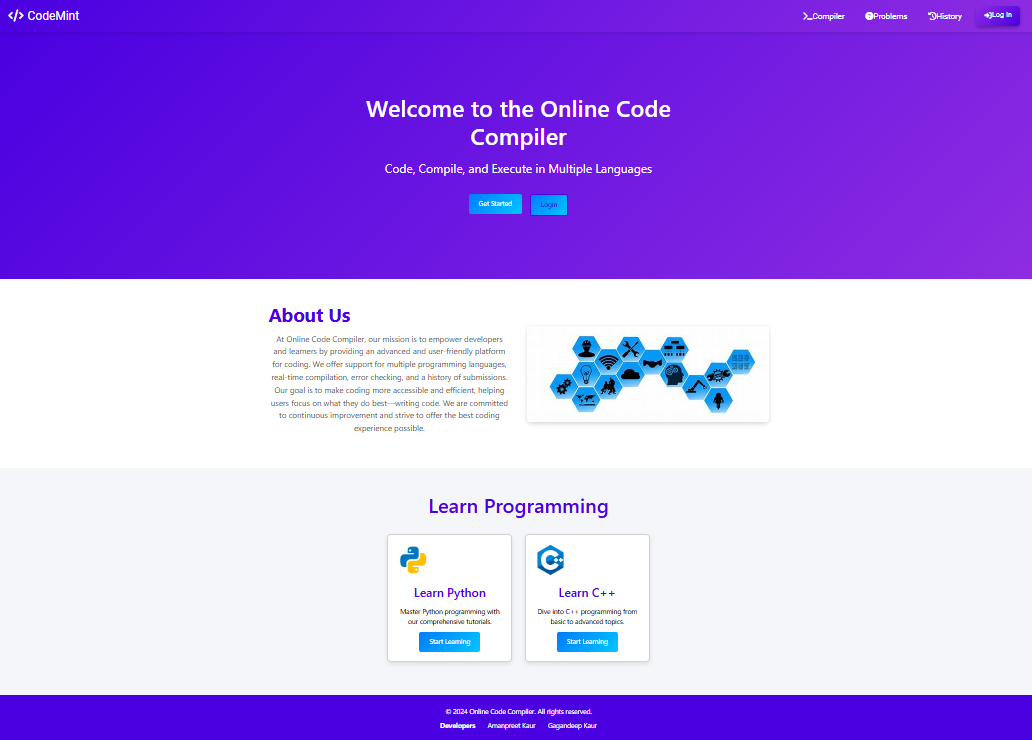 </> CodeMint
Compiler
Problems
History
Log In
Welcome to the Online Code
Compiler
Code, Compile, and Execute in Multiple Languages
Get Started
Login
About Us
At Online Code Compiler, our mission is to empower developers
and learners by providing an advanced and user-friendly platform
for coding. We offer support for multiple programming languages,
real-time compilation, error checking, and a history of submissions.
Our goal is to make coding more accessible and efficient, helping
users focus on what they do best—writing code. We are committed
to continuous improvement and strive to offer the best coding
experience possible.
Learn Programming
Learn Python
Master Python programming with
our comprehensive tutorials.
Start Learning
C++
Learn C++
Dive into C++ programming from
basic to advanced topics.
Start Learning
© 2024 Online Code Compiler. All rights reserved.
Developers Amanpreet Kaur Gagandeep Kaur